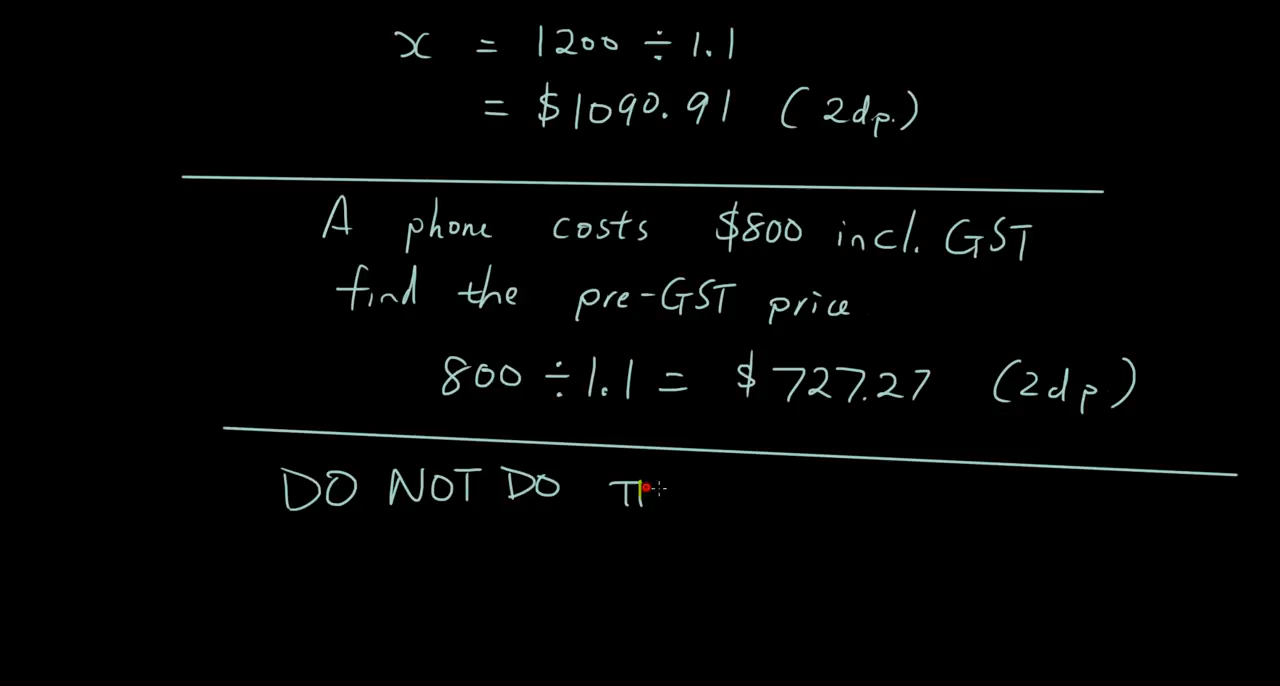 x = 1200 ÷ 1.1
= $1090.91 (2dp.)
A phone costs $800 incl. GST
find the pre-GST price
800 ÷ 1.1 = $727.27 (2dp.)
DO NOT DO T